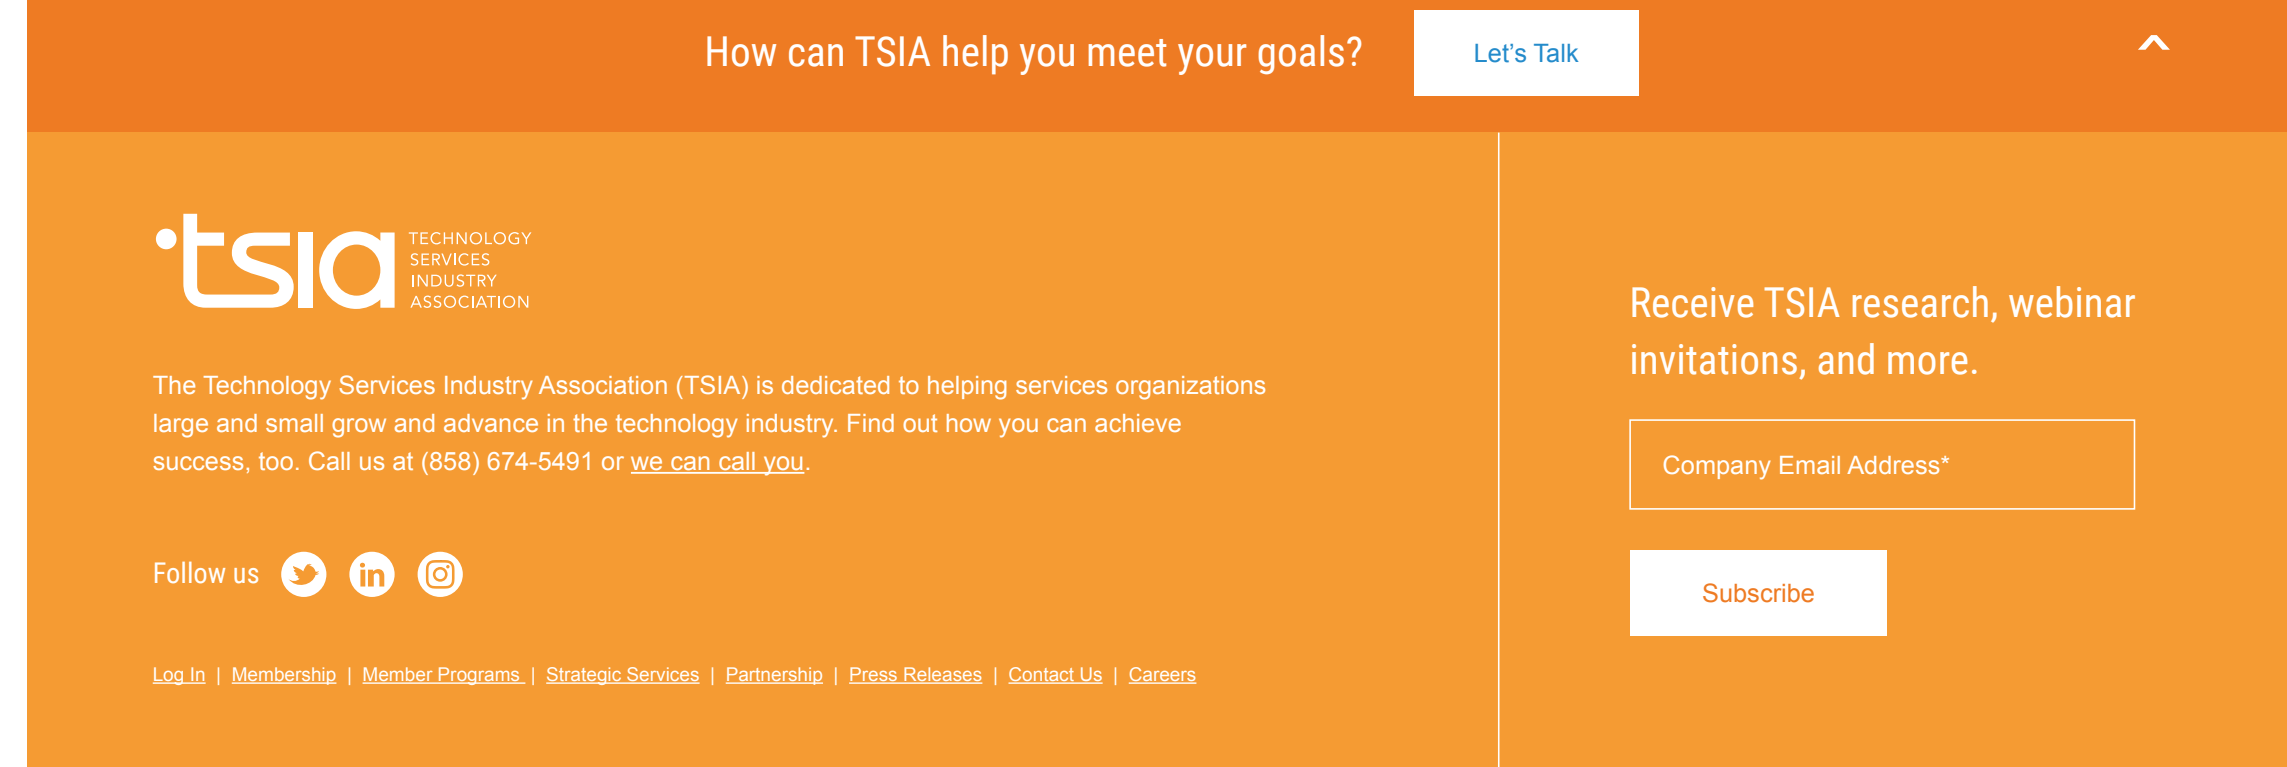 How can TSIA help you meet your goals?
Let's Talk
tsia
TECHNOLOGY
SERVICES
INDUSTRY
ASSOCIATION
The Technology Services Industry Association (TSIA) is dedicated to helping services organizations
large and small grow and advance in the technology industry. Find out how you can achieve
success, too. Call us at (858) 674-5491 or we can call you.
Follow us
in
Log In | Membership | Member Programs | Strategic Services | Partnership | Press Releases | Contact Us | Careers
Receive TSIA research, webinar
invitations, and more.
Company Email Address*
Subscribe